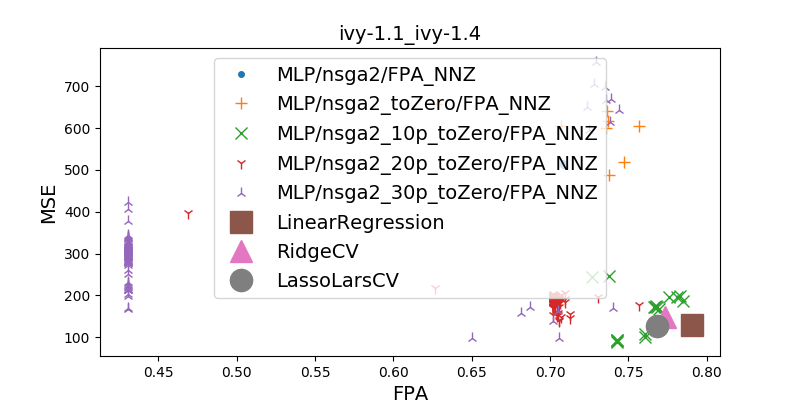 ivy-1.1_ivy-1.4
MSE
700
600
500
400
300
200
100
MLP/nsga2/FPA_NNZ
MLP/nsga2_toZero/FPA_NNZ
MLP/nsga2_10p_toZero/FPA_NNZ
MLP/nsga2_20p_toZero/FPA_NNZ
MLP/nsga2_30p_toZero/FPA_NNZ
LinearRegression
RidgeCV
LassoLarsCV
0.45 0.50 0.55 0.60 0.65 0.70 0.75 0.80
FPA